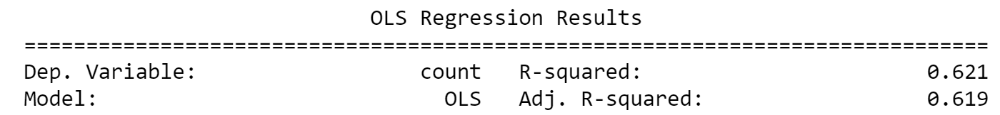 OLS Regression Results
==============================================================================
Dep. Variable: count R-squared: 0.621
Model: OLS Adj. R-squared: 0.619